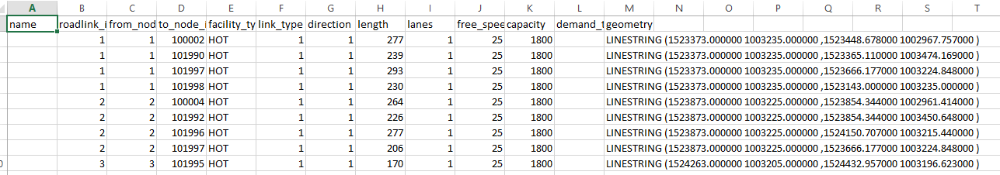 A B C D E F G H I J K L M N O P Q R S T
name roadlink_i from_nod to_node_i facility_ty link_type direction length lanes free_spee capacity demand_t geometry
1 1 100002 HOT 1 1 277 1 25 1800 LINESTRING (1523373.000000 1003235.000000 ,1523448.678000 1002967.757000 )
1 1 101990 HOT 1 1 239 1 25 1800 LINESTRING (1523373.000000 1003235.000000 ,1523365.110000 1003474.169000 )
1 1 101997 HOT 1 1 293 1 25 1800 LINESTRING (1523373.000000 1003235.000000 ,1523666.177000 1003224.848000 )
1 1 101998 HOT 1 1 230 1 25 1800 LINESTRING (1523373.000000 1003235.000000 ,1523143.000000 1003235.000000 )
2 2 100004 HOT 1 1 264 1 25 1800 LINESTRING (1523873.000000 1003225.000000 ,1523854.344000 1002961.414000 )
2 2 101992 HOT 1 1 226 1 25 1800 LINESTRING (1523873.000000 1003225.000000 ,1523854.344000 1003450.648000 )
2 2 101996 HOT 1 1 277 1 25 1800 LINESTRING (1523873.000000 1003225.000000 ,1524150.707000 1003215.440000 )
2 2 101997 HOT 1 1 206 1 25 1800 LINESTRING (1523873.000000 1003225.000000 ,1523666.177000 1003224.848000 )
3 3 101995 HOT 1 1 170 1 25 1800 LINESTRING (1524263.000000 1003205.000000 ,1524432.957000 1003196.623000 )